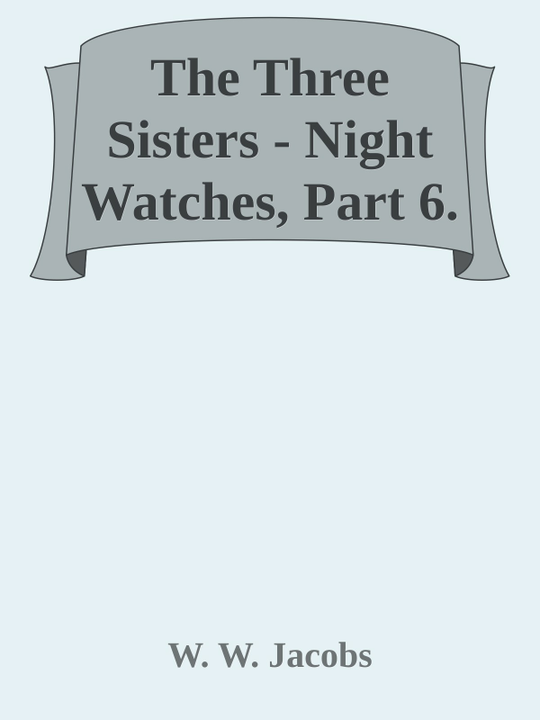 The Three
Sisters - Night
Watches, Part 6.
W. W. Jacobs